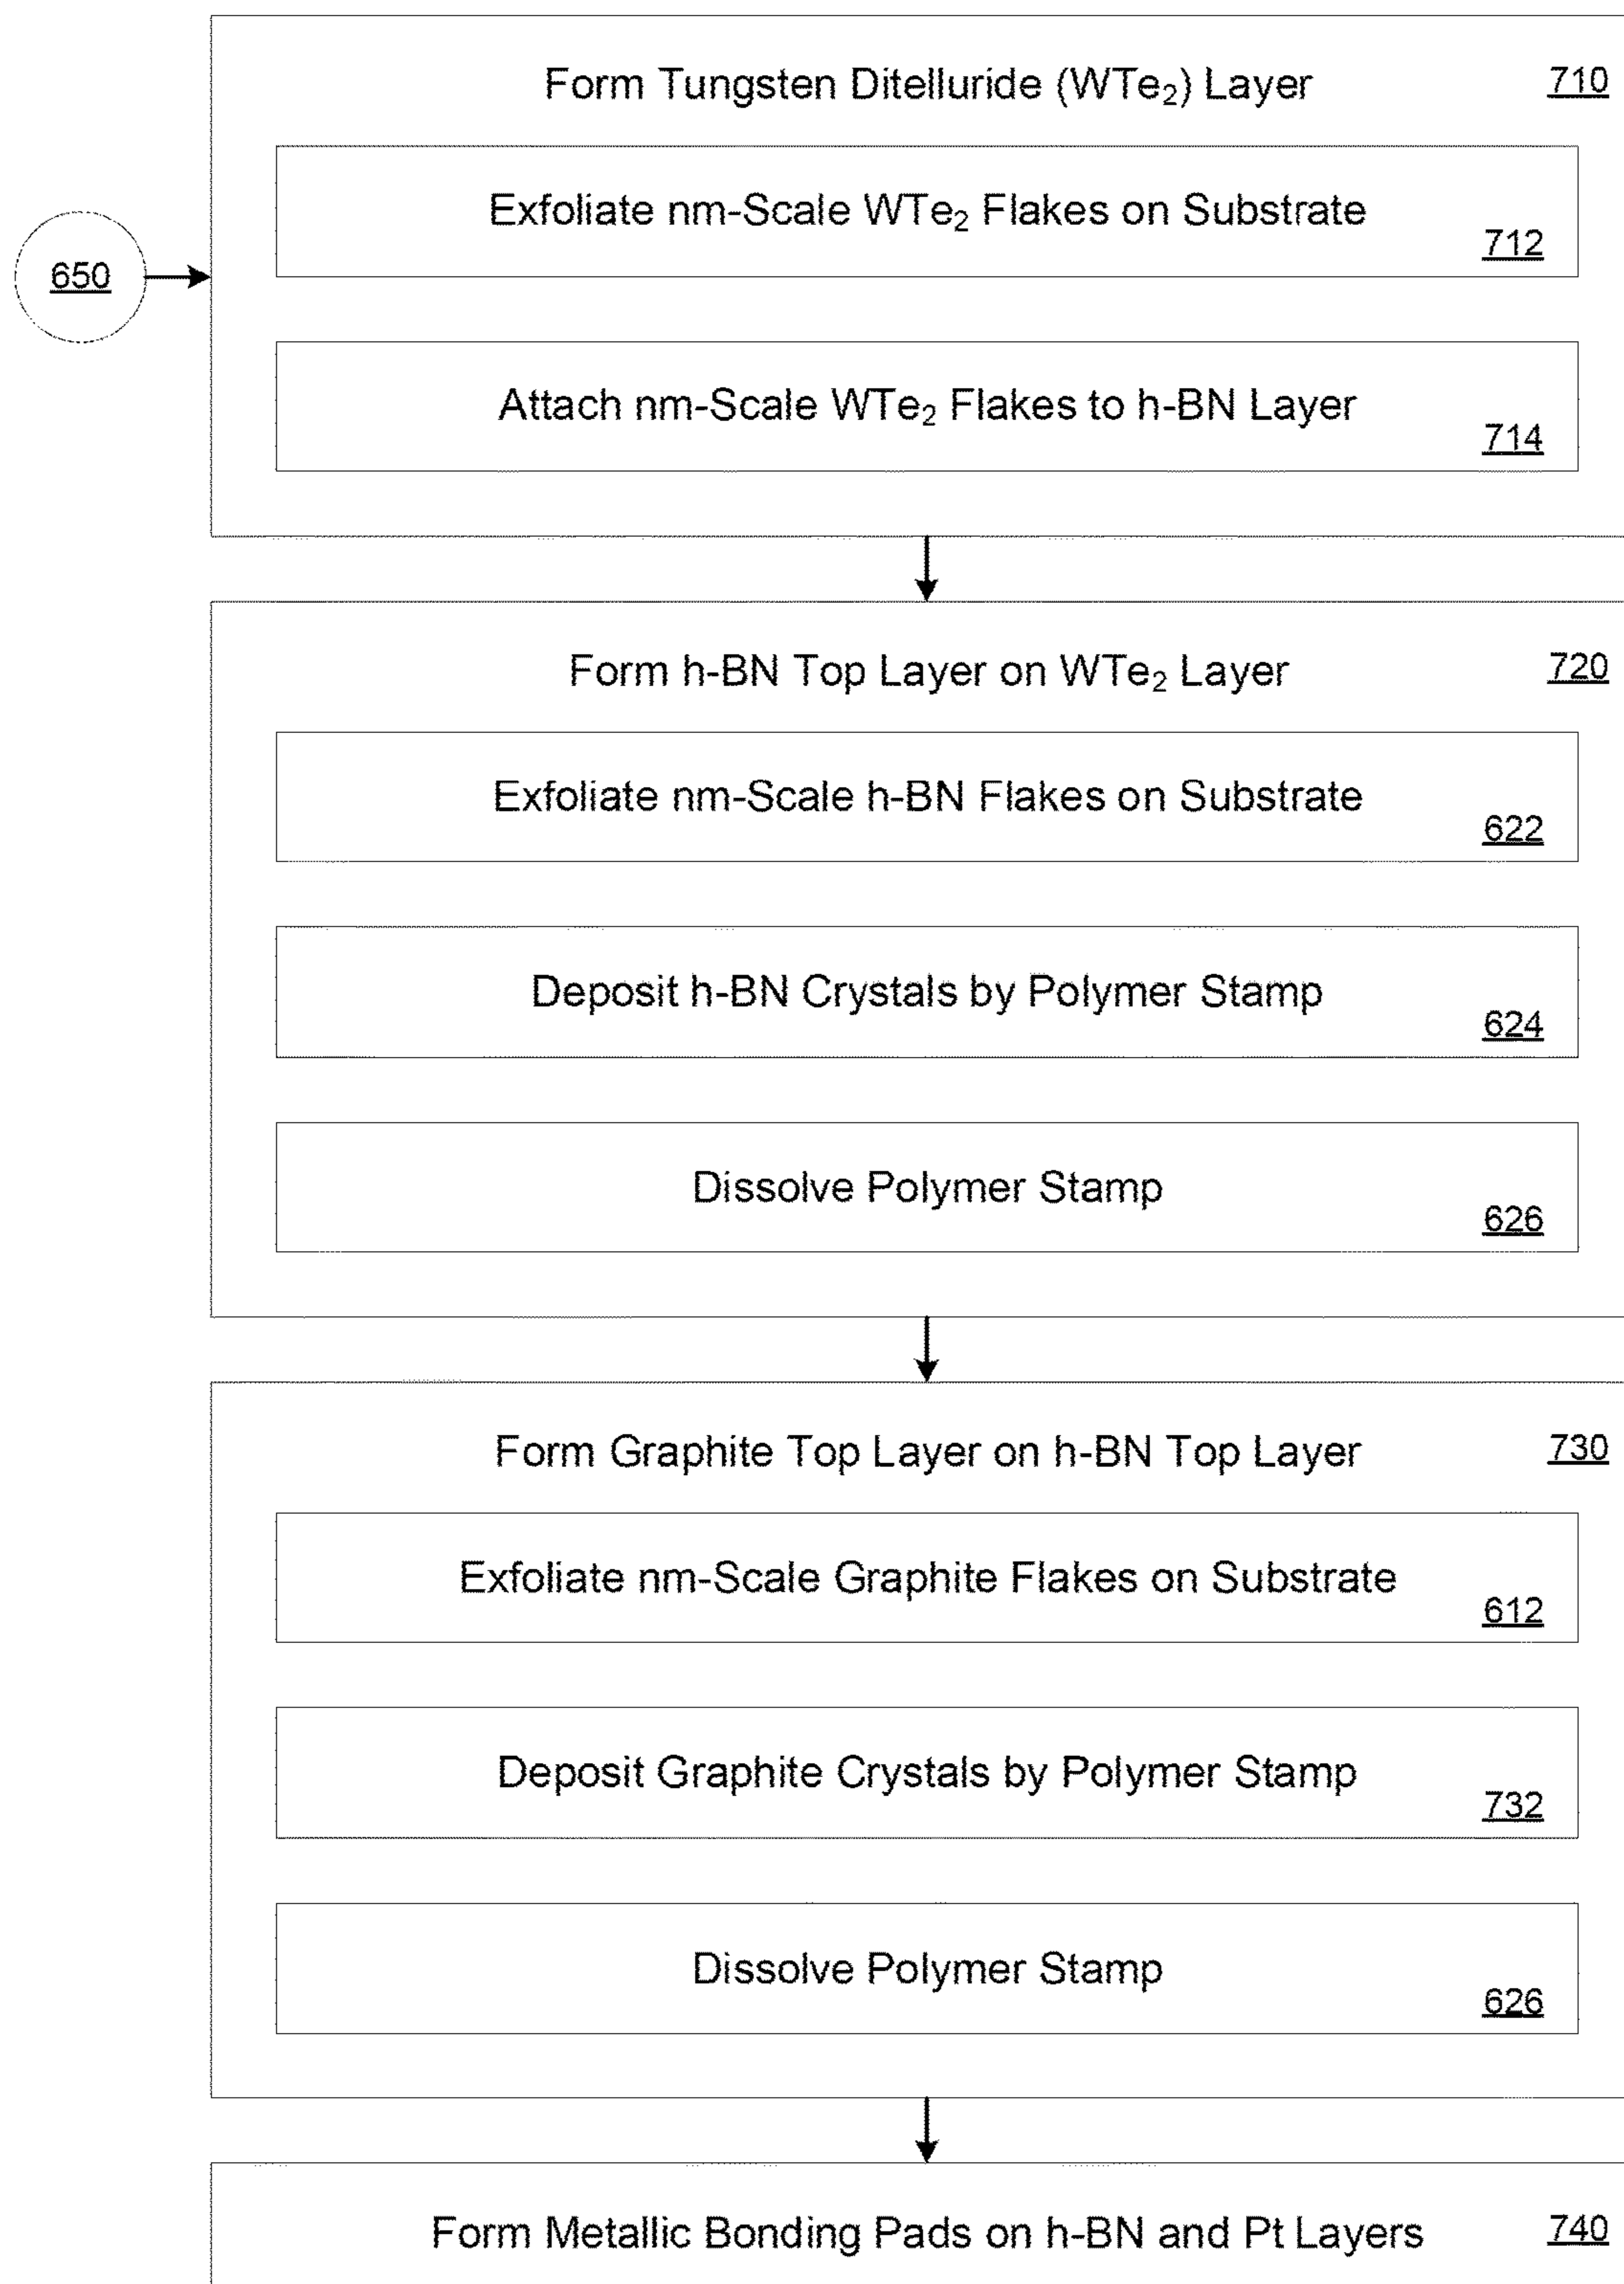 Form Tungsten Ditelluride (WTe₂) Layer 710
Exfoliate nm-Scale WTe₂ Flakes on Substrate
712
650
Attach nm-Scale WTe₂ Flakes to h-BN Layer
714
Form h-BN Top Layer on WTe₂ Layer 720
Exfoliate nm-Scale h-BN Flakes on Substrate
622
Deposit h-BN Crystals by Polymer Stamp
624
Dissolve Polymer Stamp
626
Form Graphite Top Layer on h-BN Top Layer 730
Exfoliate nm-Scale Graphite Flakes on Substrate
612
Deposit Graphite Crystals by Polymer Stamp
732
Dissolve Polymer Stamp
626
Form Metallic Bonding Pads on h-BN and Pt Layers 740